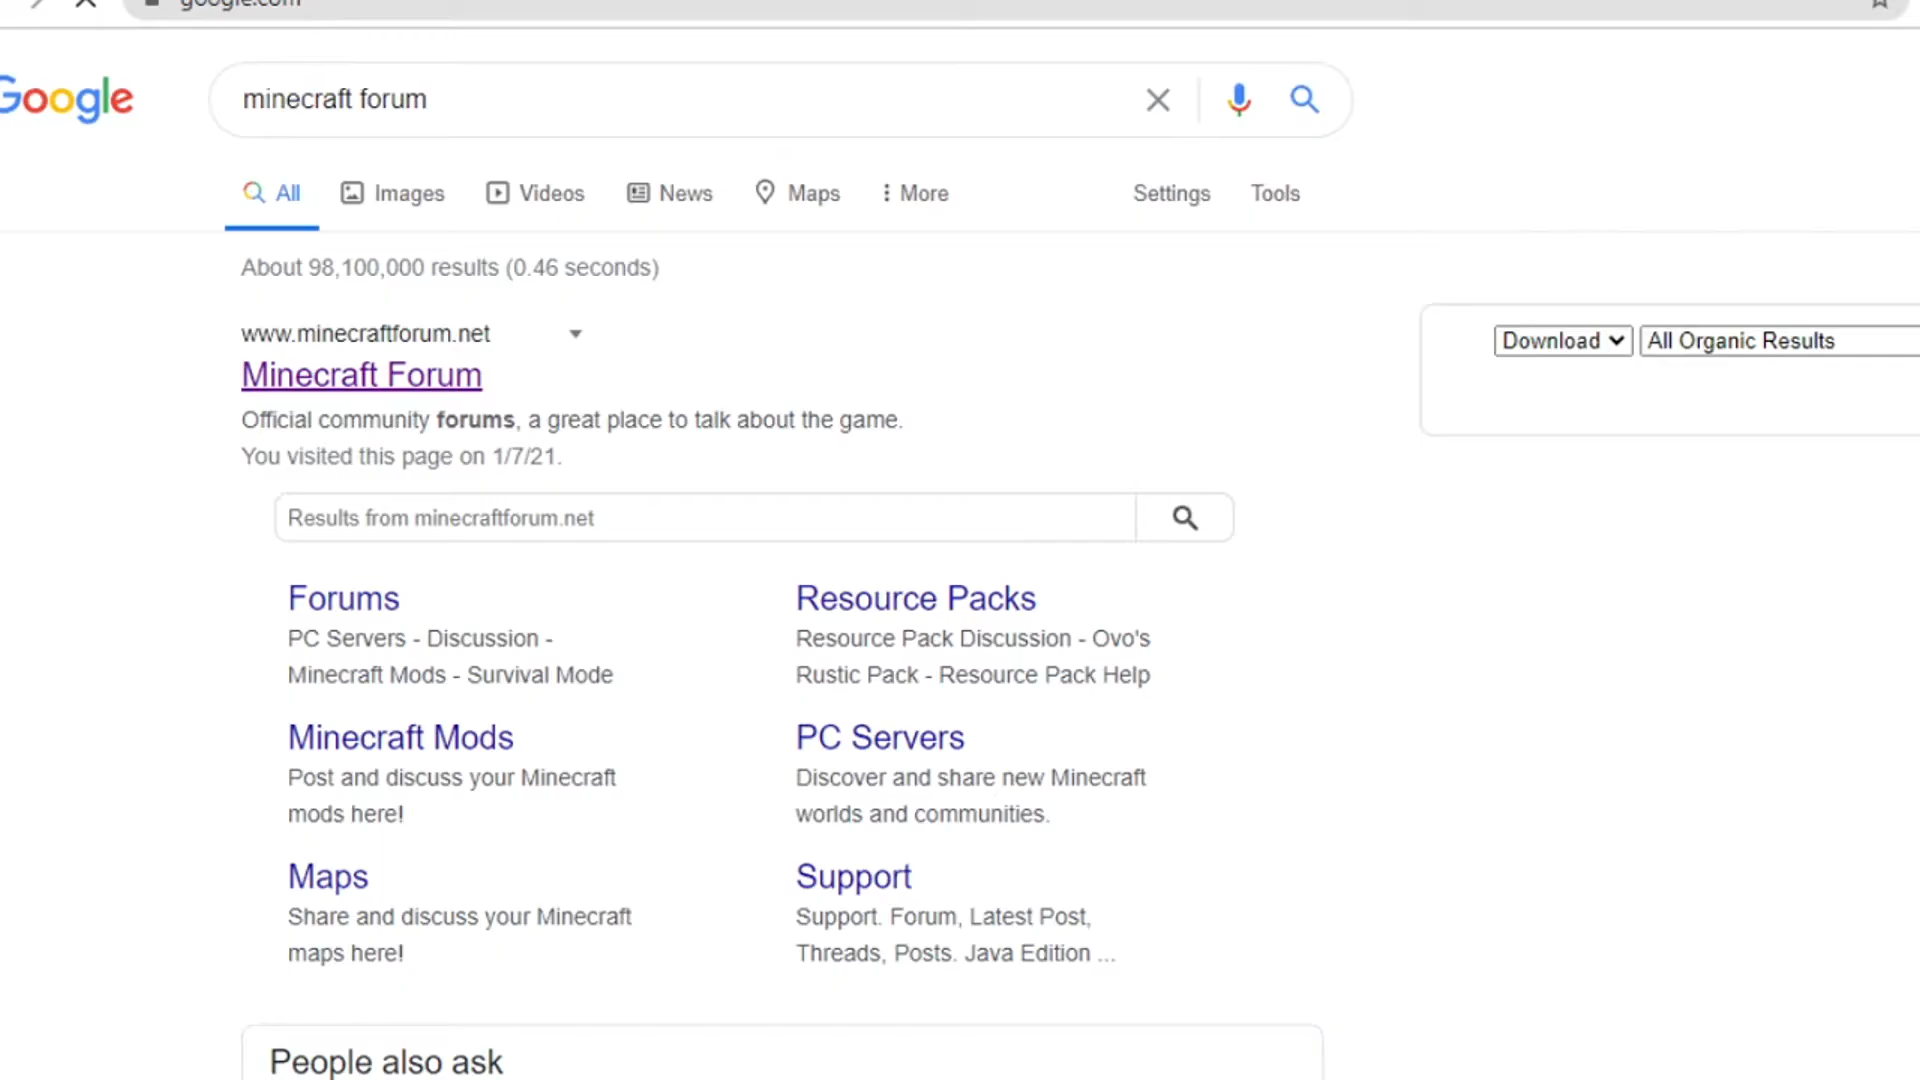 google.com
Google
minecraft forum
All
Images
Videos
News
Maps
More
Settings
Tools
About 98,100,000 results (0.46 seconds)
www.minecraftforum.net
Download
All Organic Results
Minecraft Forum
Official community forums, a great place to talk about the game.
You visited this page on 1/7/21.
Results from minecraftforum.net
Forums
PC Servers - Discussion -
Minecraft Mods - Survival Mode
Resource Packs
Resource Pack Discussion - Ovo's
Rustic Pack - Resource Pack Help
Minecraft Mods
Post and discuss your Minecraft
mods here!
PC Servers
Discover and share new Minecraft
worlds and communities.
Maps
Share and discuss your Minecraft
maps here!
Support
Support. Forum, Latest Post,
Threads, Posts. Java Edition ...
People also ask